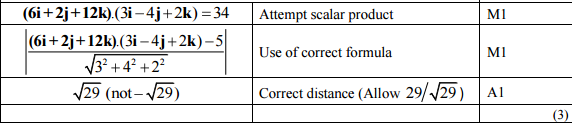 (6i+2j+12k).(3i−4j+2k) = 34 Attempt scalar product M1
|(6i+2j+12k).(3i−4j+2k)−5 / √(3²+4²+2²)| Use of correct formula M1
√29 (not−√29) Correct distance (Allow 29/√29) A1
(3)